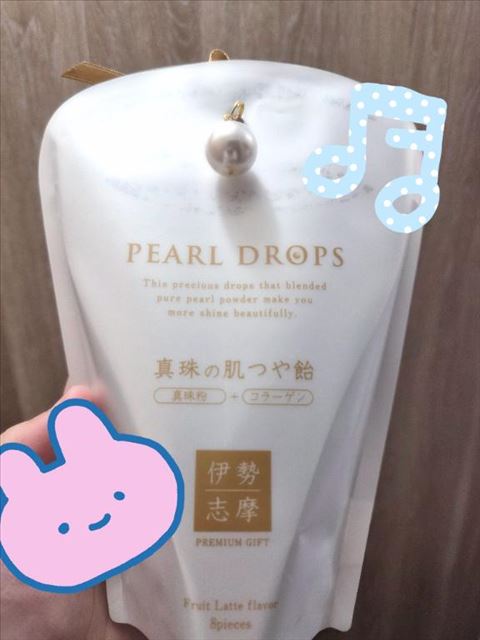 PEARL DROPS
This precious drops that blended
pure pearl powder make you
more shine beautifully.
真珠の肌つや飴
真珠粉 + コラーゲン
伊勢
志摩
PREMIUM GIFT
Fruit Latte flavor
8pieces